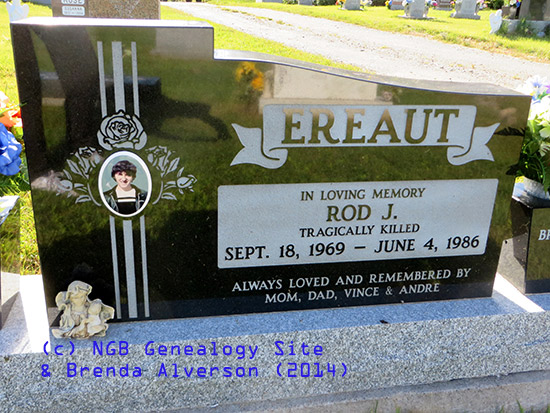 EREAUT
IN LOVING MEMORY
ROD J.
TRAGICALLY KILLED
SEPT. 18, 1969 – JUNE 4, 1986
ALWAYS LOVED AND REMEMBERED BY
MOM, DAD, VINCE & ANDRE
(c) NGB Genealogy Site
& Brenda Alverson (2014)